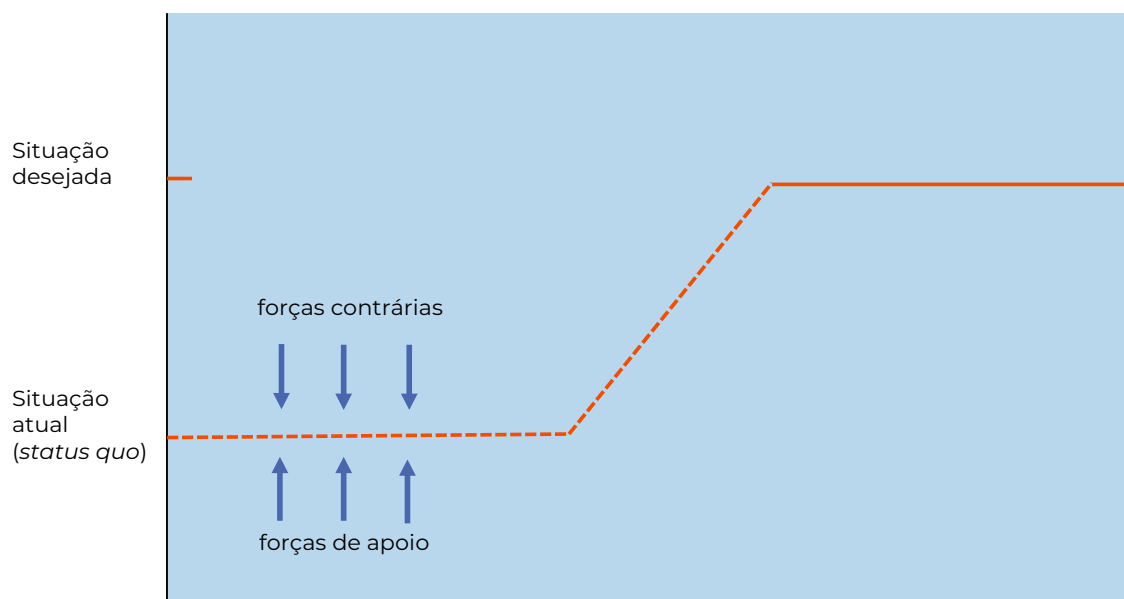 Situação
desejada
forças contrárias
Situação
atual
(status quo)
forças de apoio